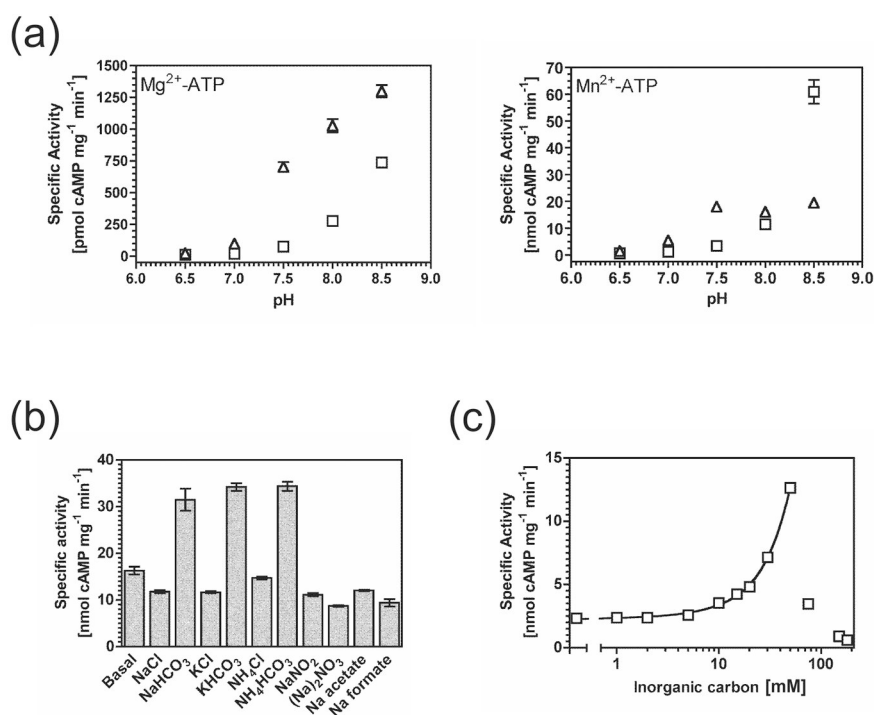 (a)
Specific Activity
[pmol cAMP mg⁻¹ min⁻¹]
1500
1250
1000
750
500
250
0
Mg²⁺-ATP
6.0 6.5 7.0 7.5 8.0 8.5 9.0
pH
Specific Activity
[nmol cAMP mg⁻¹ min⁻¹]
70
60
50
40
30
20
10
0
Mn²⁺-ATP
6.0 6.5 7.0 7.5 8.0 8.5 9.0
pH
(b)
Specific activity
[nmol cAMP mg⁻¹ min⁻¹]
40
30
20
10
0
Basal
NaCl
NaHCO₃
KCl
KHCO₃
NH₄Cl
NH₄HCO₃
NaNO₂
(Na)₂NO₃
Na acetate
Na formate
(c)
Specific Activity
[nmol cAMP mg⁻¹ min⁻¹]
15
10
5
0
1 10 100
Inorganic carbon [mM]